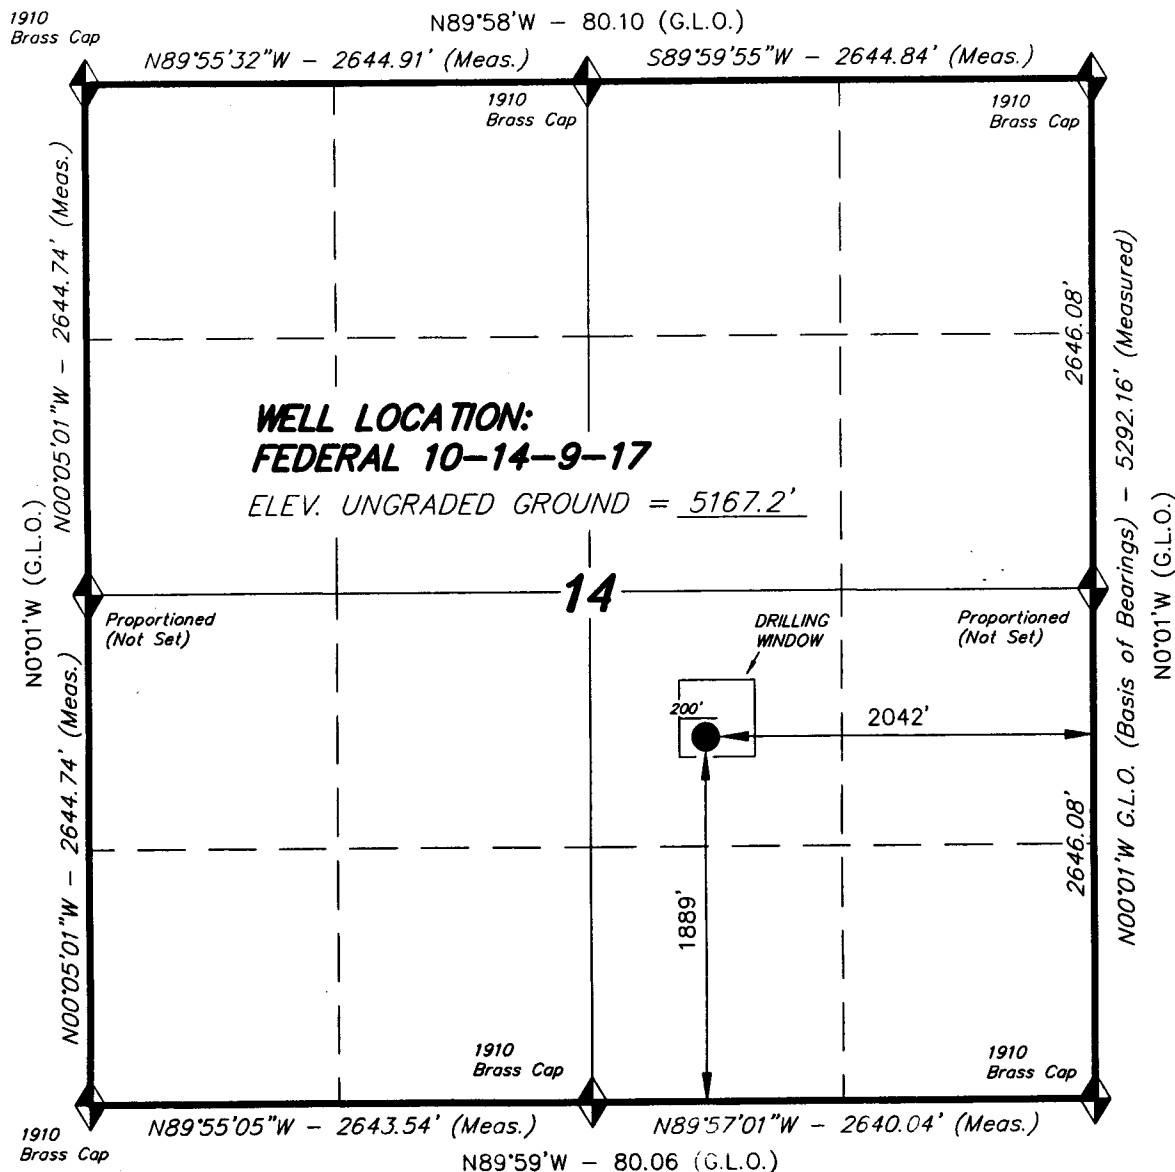 1910
Brass Cap
N89°58'W - 80.10 (G.L.O.)
N89°55'32"W - 2644.91' (Meas.)
S89°59'55"W - 2644.84' (Meas.)
1910
Brass Cap
1910
Brass Cap
N00°05'01"W - 2644.74' (Meas.)
2646.08'
N00°01'W G.L.O. (Basis of Bearings) - 5292.16' (Measured)
WELL LOCATION:
FEDERAL 10-14-9-17
ELEV. UNGRADED GROUND = 5167.2'
N0°01'W (G.L.O.)
N0°01'W (G.L.O.)
14
Proportioned
(Not Set)
DRILLING
WINDOW
Proportioned
(Not Set)
200'
2042'
N00°05'01"W - 2644.74' (Meas.)
1889'
2646.08'
1910
Brass Cap
1910
Brass Cap
1910
Brass Cap
N89°55'05"W - 2643.54' (Meas.)
N89°57'01"W - 2640.04' (Meas.)
N89°59'W - 80.06 (G.L.O.)